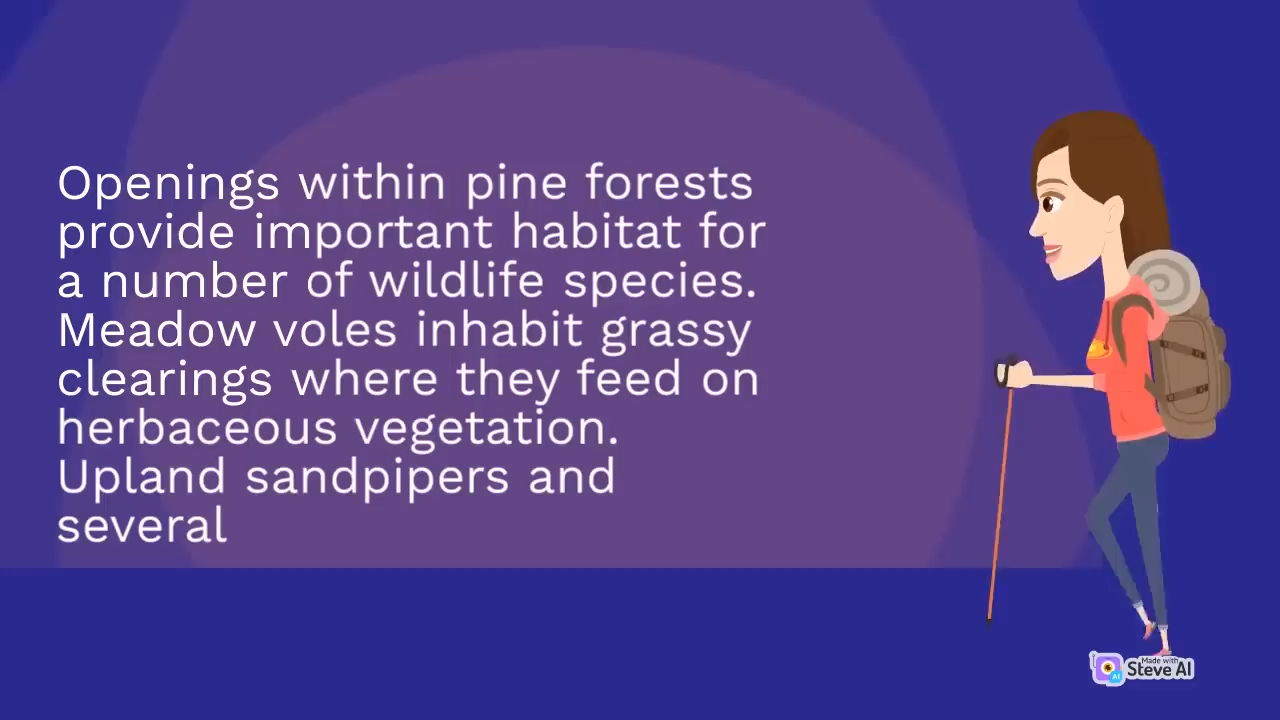 Openings within pine forests
provide important habitat for
a number of wildlife species.
Meadow voles inhabit grassy
clearings where they feed on
herbaceous vegetation.
Upland sandpipers and
several
Made with
Steve AI
AI